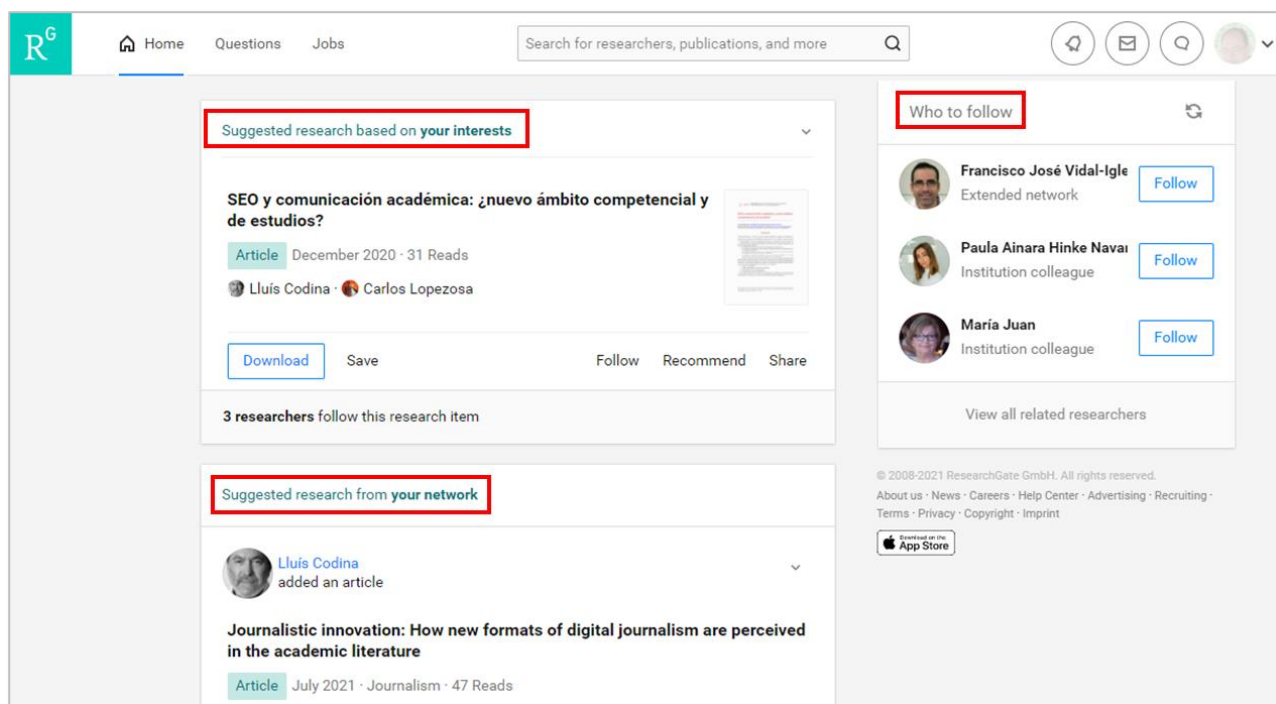 RG
Home Questions Jobs Search for researchers, publications, and more
Suggested research based on your interests
SEO y comunicación académica: ¿nuevo ámbito competencial y
de estudios?
Article December 2020 · 31 Reads
Lluís Codina · Carlos Lopezosa
Download Save Follow Recommend Share
3 researchers follow this research item
Suggested research from your network
Lluís Codina
added an article
Journalistic innovation: How new formats of digital journalism are perceived
in the academic literature
Article July 2021 · Journalism · 47 Reads
Who to follow
Francisco José Vidal-Igle
Extended network
Follow
Paula Ainara Hinke Navar
Institution colleague
Follow
María Juan
Institution colleague
Follow
View all related researchers
© 2008-2021 ResearchGate GmbH. All rights reserved.
About us · News · Careers · Help Center · Advertising · Recruiting ·
Terms · Privacy · Copyright · Imprint
Download on the
App Store